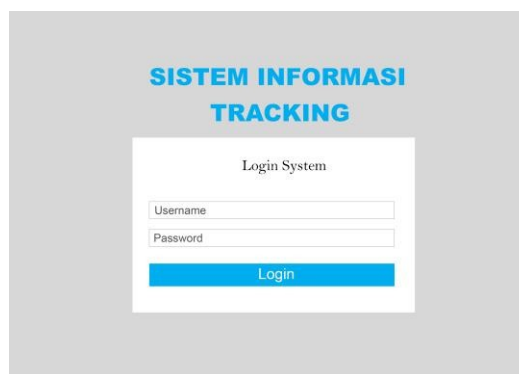 SISTEM INFORMASI
TRACKING
Login System
Username
Password
Login